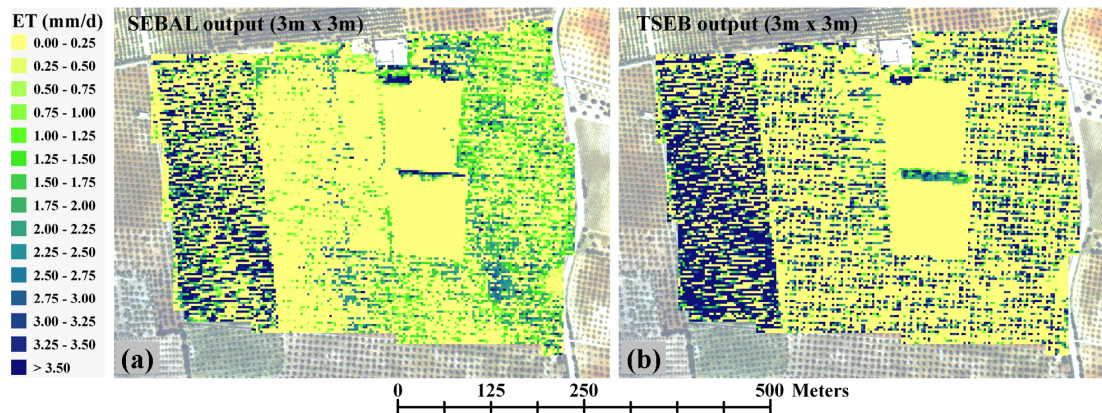 ET (mm/d)
0.00 - 0.25
0.25 - 0.50
0.50 - 0.75
0.75 - 1.00
1.00 - 1.25
1.25 - 1.50
1.50 - 1.75
1.75 - 2.00
2.00 - 2.25
2.25 - 2.50
2.50 - 2.75
2.75 - 3.00
3.00 - 3.25
3.25 - 3.50
> 3.50
SEBAL output (3m x 3m)
(a)
TSEB output (3m x 3m)
(b)
0 125 250 500 Meters